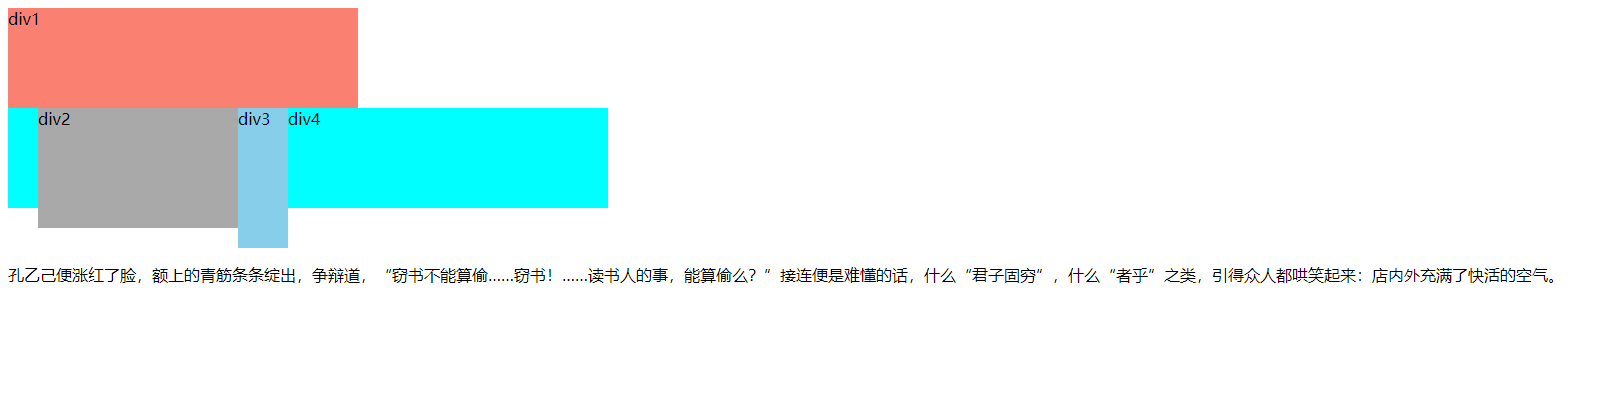 div1
div2 div3 div4
孔乙己便涨红了脸，额上的青筋条条绽出，争辩道，“窃书不能算偷……窃书！……读书人的事，能算偷么？”接连便是难懂的话，什么“君子固穷”，什么“者乎”之类，引得众人都哄笑起来：店内外充满了快活的空气。